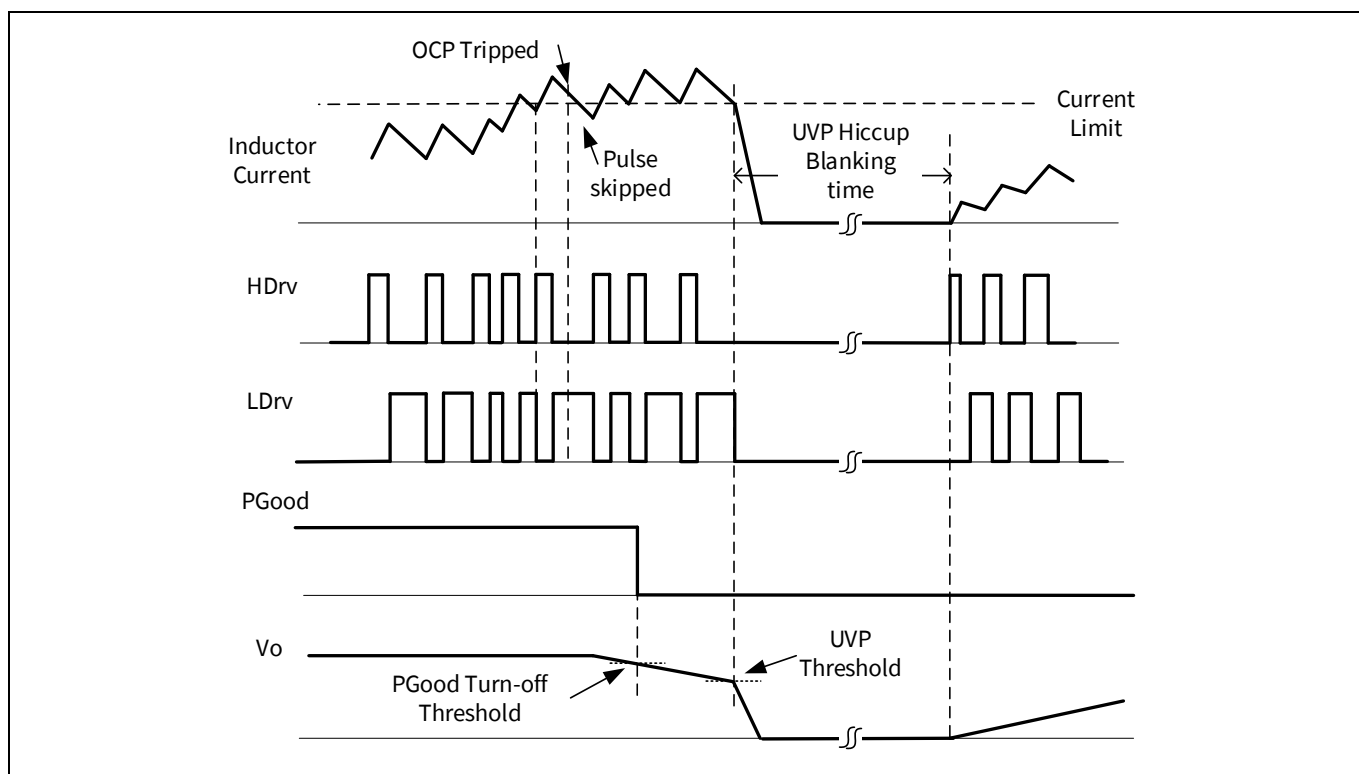 OCP Tripped
Current
Limit
Inductor
Current
Pulse
skipped
UVP Hiccup
Blanking
time
HDrv
LDrv
PGood
Vo
PGood Turn-off
Threshold
UVP
Threshold